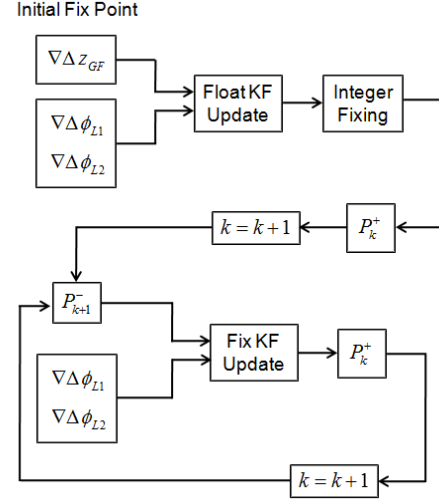 Initial Fix Point
∇Δz_GF
Float KF
Update
Integer
Fixing
∇Δϕ_L1
∇Δϕ_L2
k = k+1
P_k^+
P_k+1^-
Fix KF
Update
P_k^+
∇Δϕ_L1
∇Δϕ_L2
k = k+1